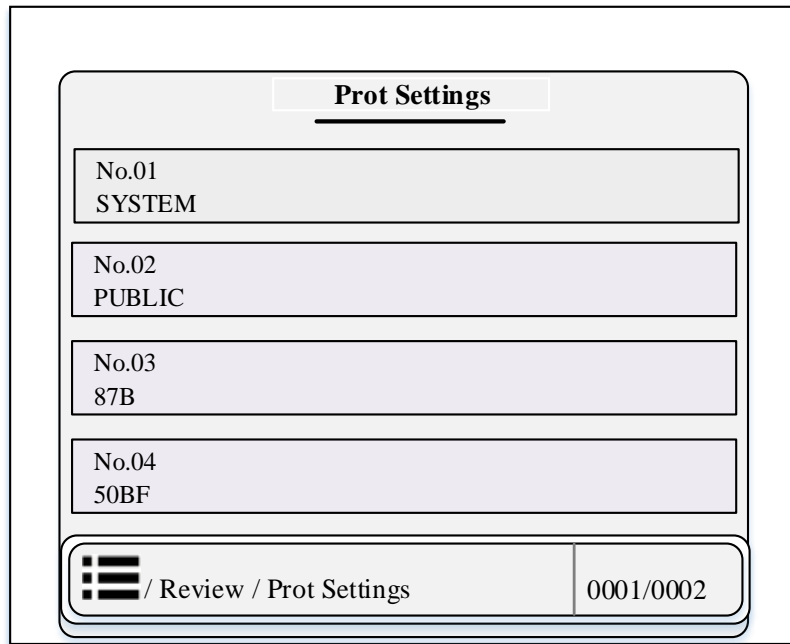 Prot Settings
No.01
SYSTEM
No.02
PUBLIC
No.03
87B
No.04
50BF
/ Review / Prot Settings
0001/0002